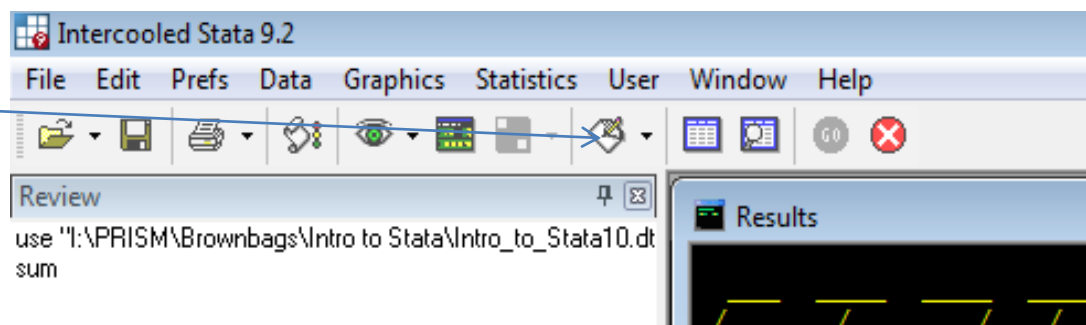 Intercooled Stata 9.2
File Edit Prefs Data Graphics Statistics User Window Help
GO
Review
use "I:\PRISM\Brownbags\Intro to Stata\Intro_to_Stata10.dt
sum
Results